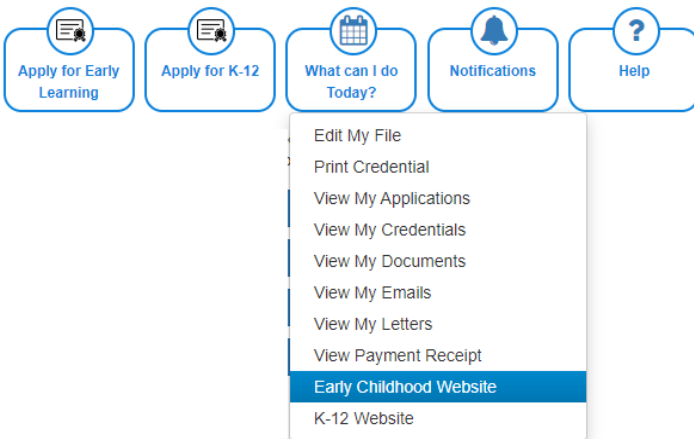 Apply for Early
Learning
Apply for K-12
What can I do
Today?
Notifications
?
Help
Edit My File
Print Credential
View My Applications
View My Credentials
View My Documents
View My Emails
View My Letters
View Payment Receipt
Early Childhood Website
K-12 Website